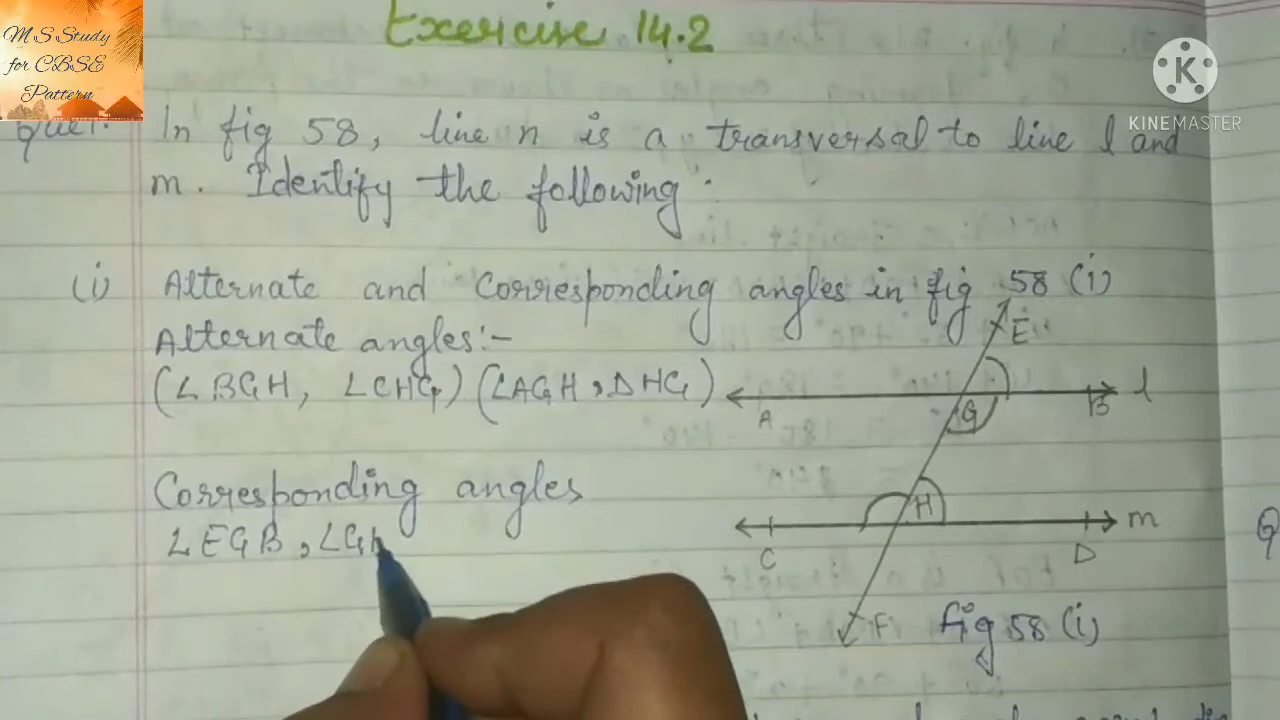 M S Study
for CBSE
Pattern
Exercise 14.2
KINEMASTER
Que1. In fig 58, line n is a transversal to line l and
m. Identify the following:
(i) Alternate and Corresponding angles in fig 58 (i)
Alternate angles:-
(∠BGH, ∠CHG) (∠AGH, DHG)
Corresponding angles
∠EGB, ∠GH
E
A G B l
C H D m
F fig 58 (i)